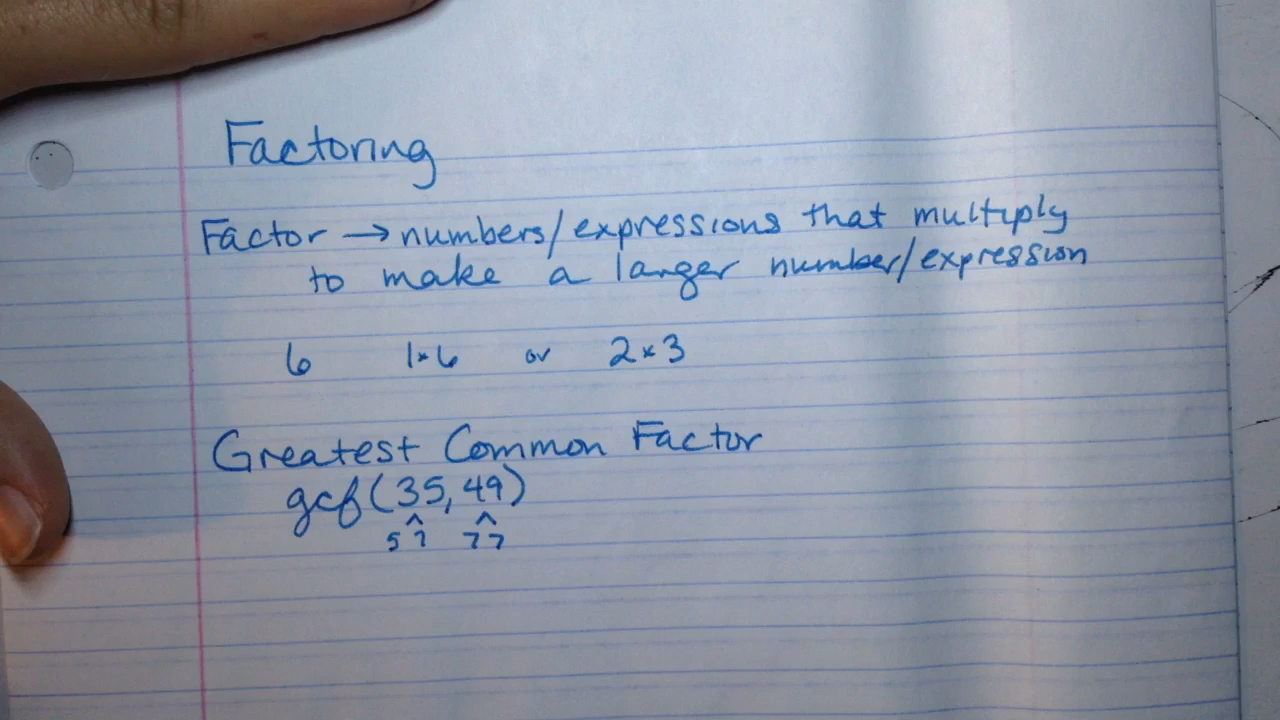 Factoring
Factor → numbers/expressions that multiply
to make a larger number/expression
6 1×6 or 2×3
Greatest Common Factor
gcf(35,49)
^ ^
5 7 7 7